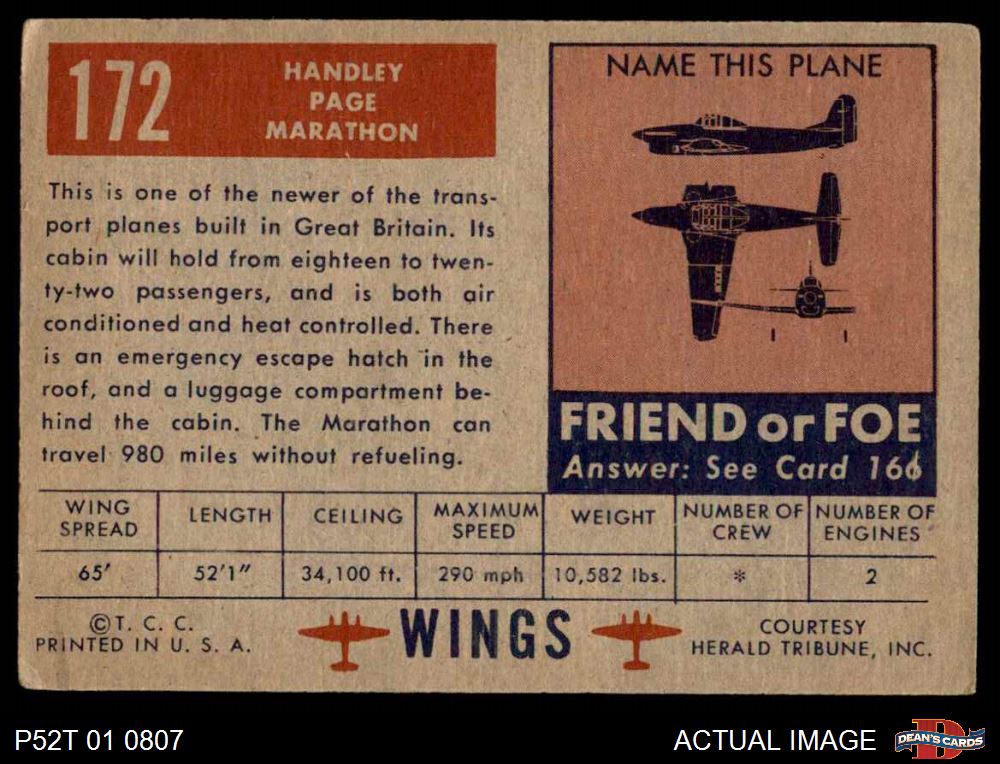 172
HANDLEY
PAGE
MARATHON
This is one of the newer of the trans-
port planes built in Great Britain. Its
cabin will hold from eighteen to twen-
ty-two passengers, and is both air
conditioned and heat controlled. There
is an emergency escape hatch in the
roof, and a luggage compartment be-
hind the cabin. The Marathon can
travel 980 miles without refueling.
NAME THIS PLANE
FRIEND or FOE
Answer: See Card 166
WING SPREAD
LENGTH
CEILING
MAXIMUM SPEED
WEIGHT
NUMBER OF CREW
NUMBER OF ENGINES
65' 52'1" 34,100 ft. 290 mph 10,582 lbs. * 2
©T. C. C.
PRINTED IN U. S. A.
WINGS
COURTESY
HERALD TRIBUNE, INC.
P52T 01 0807
ACTUAL IMAGE
D
DEAN'S CARDS